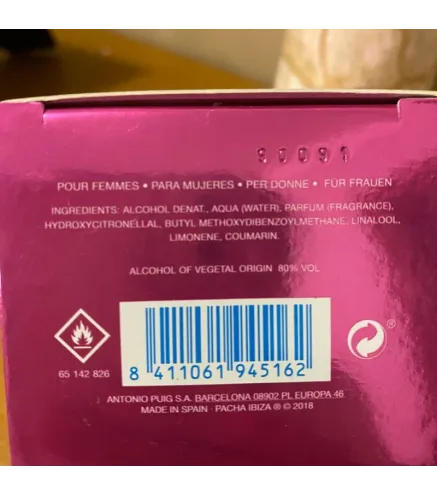 POUR FEMMES • PARA MUJERES • PER DONNE • FÜR FRAUEN
INGREDIENTS: ALCOHOL DENAT., AQUA (WATER), PARFUM (FRAGRANCE),
HYDROXYCITRONELLAL, BUTYL METHOXYDIBENZOYLMETHANE, LINALOOL,
LIMONENE, COUMARIN.
ALCOHOL OF VEGETAL ORIGIN 80% VOL
®
65 142 826
8 411061 945162
ANTONIO PUIG S.A. BARCELONA 08902 PL EUROPA 46
MADE IN SPAIN • PACHA IBIZA ® © 2018